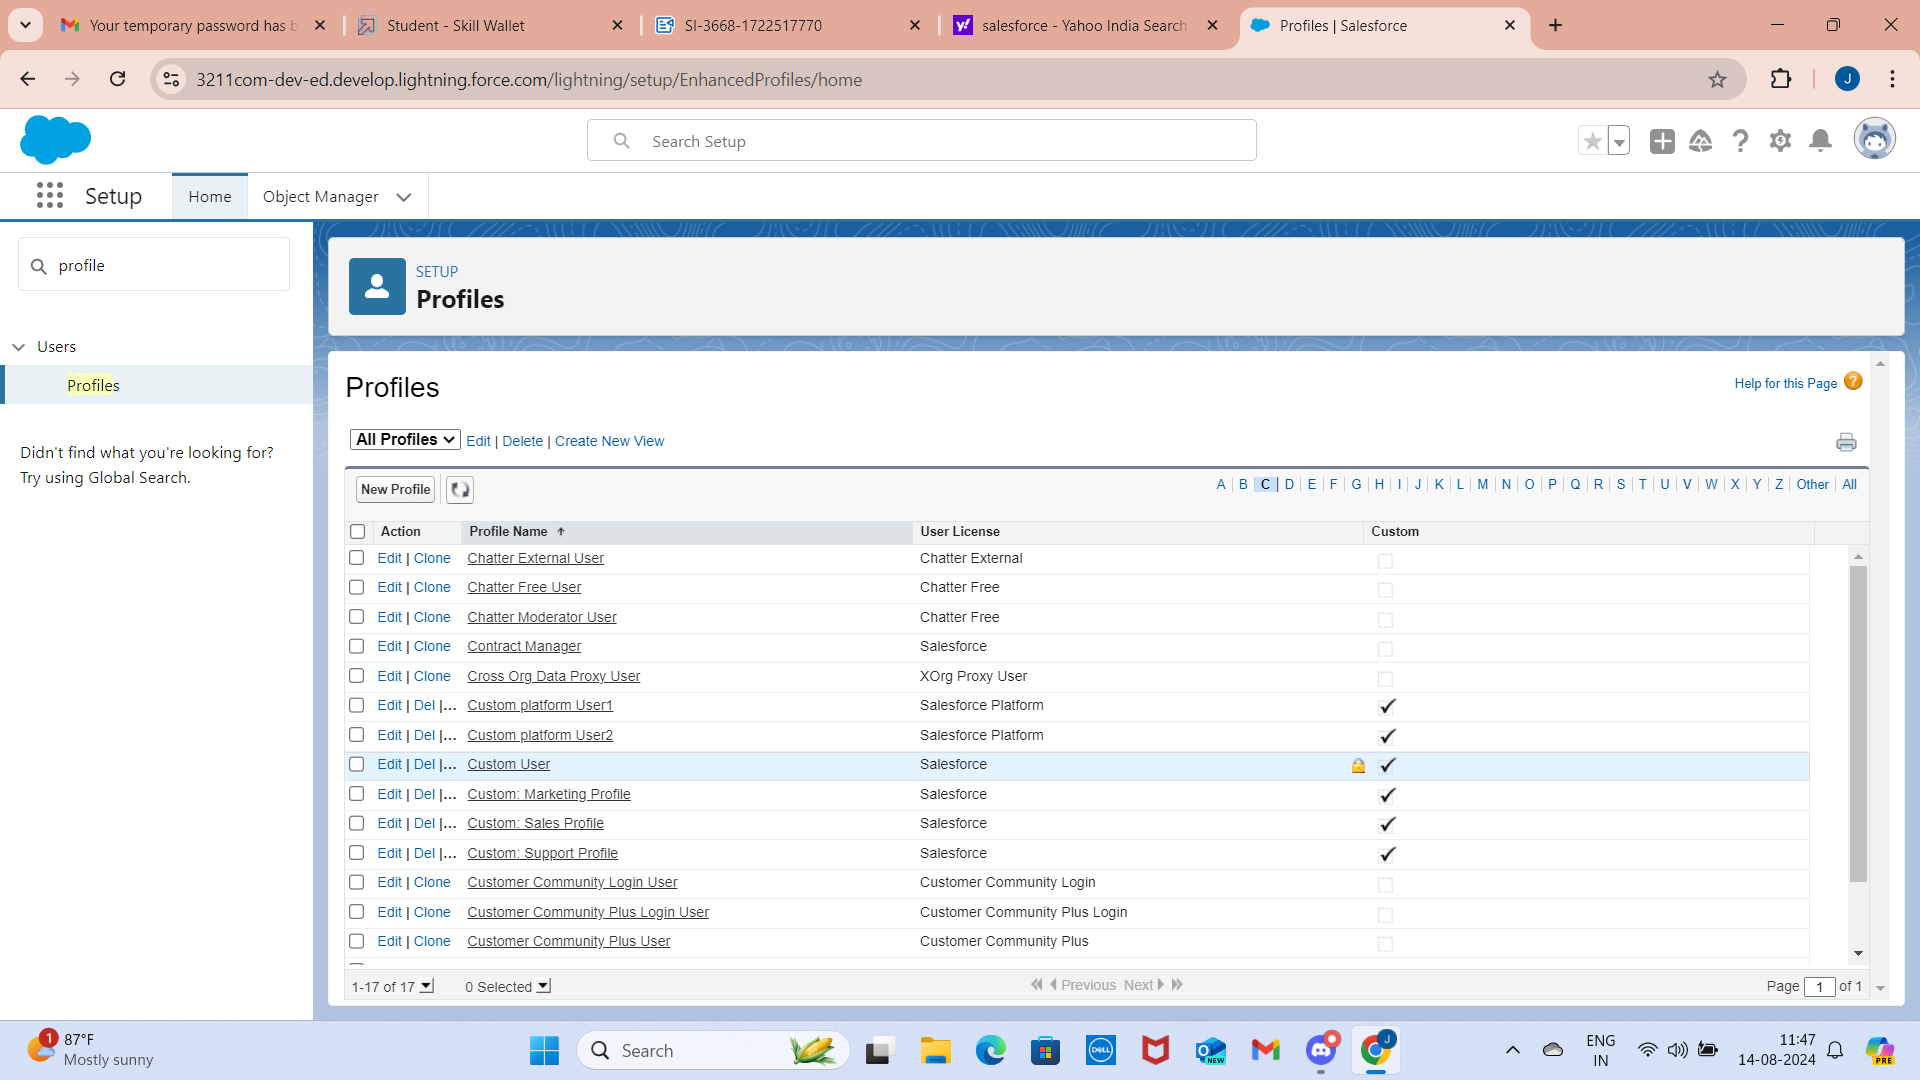 Your temporary password has b
Student - Skill Wallet
SI-3668-1722517770
salesforce - Yahoo India Search
Profiles | Salesforce
3211com-dev-ed.develop.lightning.force.com/lightning/setup/EnhancedProfiles/home
J
Search Setup
Setup
Home
Object Manager
profile
Users
Profiles
Didn't find what you're looking for?
Try using Global Search.
SETUP
Profiles
Profiles
Help for this Page ?
All Profiles Edit | Delete | Create New View
New Profile
A | B | C | D | E | F | G | H | I | J | K | L | M | N | O | P | Q | R | S | T | U | V | W | X | Y | Z | Other | All
Action Profile Name User License Custom
Edit | Clone Chatter External User Chatter External
Edit | Clone Chatter Free User Chatter Free
Edit | Clone Chatter Moderator User Chatter Free
Edit | Clone Contract Manager Salesforce
Edit | Clone Cross Org Data Proxy User XOrg Proxy User
Edit | Del |... Custom platform User1 Salesforce Platform
Edit | Del |... Custom platform User2 Salesforce Platform
Edit | Del |... Custom User Salesforce
Edit | Del |... Custom: Marketing Profile Salesforce
Edit | Del |... Custom: Sales Profile Salesforce
Edit | Del |... Custom: Support Profile Salesforce
Edit | Clone Customer Community Login User Customer Community Login
Edit | Clone Customer Community Plus Login User Customer Community Plus Login
Edit | Clone Customer Community Plus User Customer Community Plus
1-17 of 17 0 Selected Previous Next Page 1 of 1
1
87°F
Mostly sunny
Search
DELL
NEW
J
ENG
IN
11:47
14-08-2024
PRE